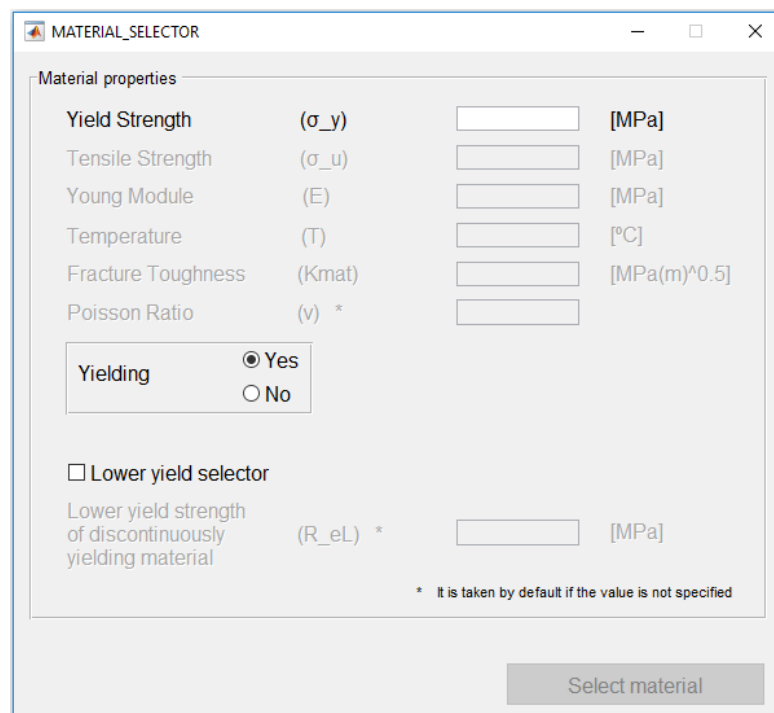 MATERIAL_SELECTOR
Material properties
Yield Strength (σ_y) [MPa]
Tensile Strength (σ_u) [MPa]
Young Module (E) [MPa]
Temperature (T) [ºC]
Fracture Toughness (Kmat) [MPa(m)^0.5]
Poisson Ratio (v) *
Yielding
Yes
No
Lower yield selector
Lower yield strength
of discontinuously
yielding material
(R_eL) * [MPa]
* It is taken by default if the value is not specified
Select material